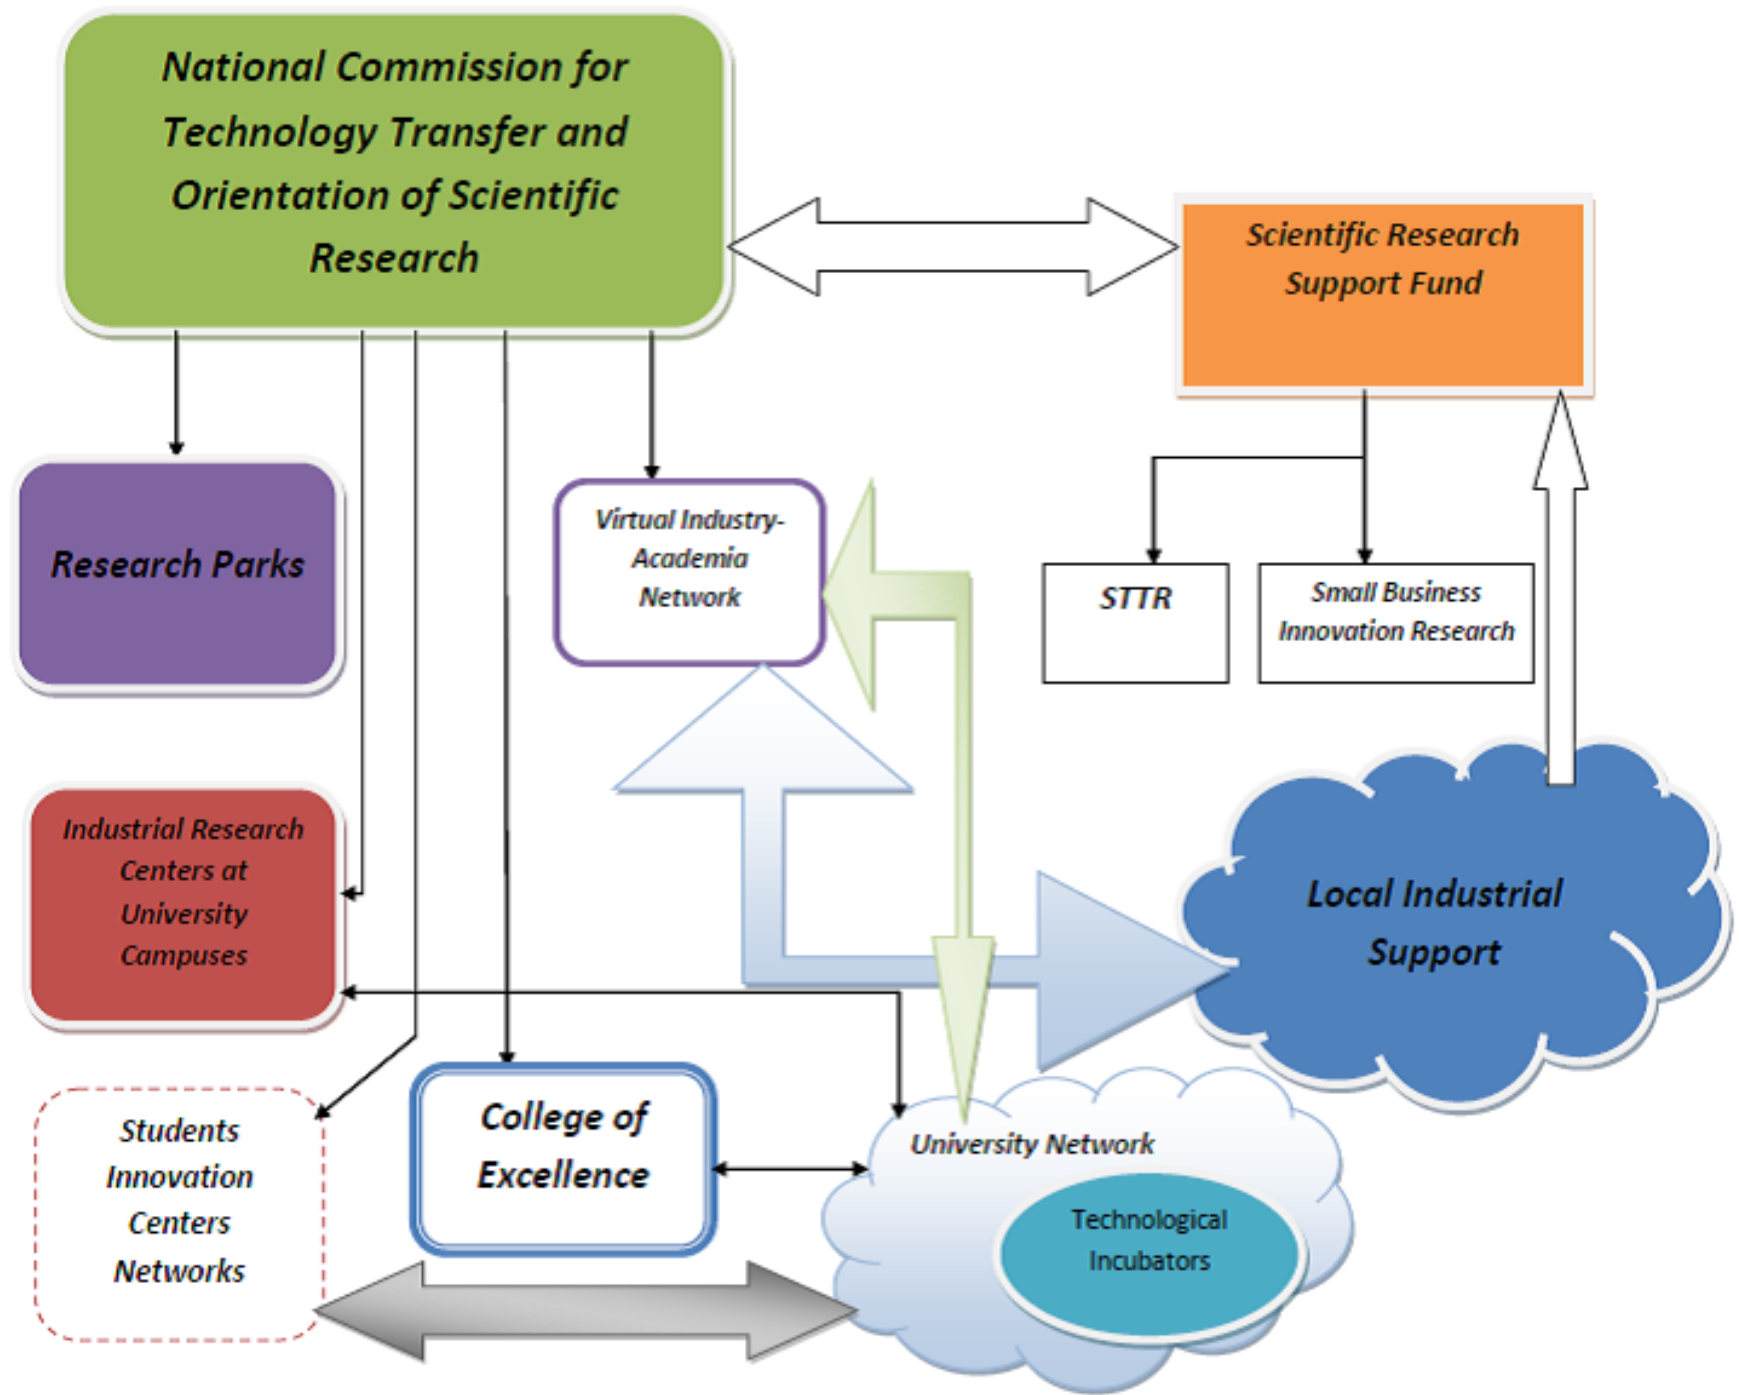 National Commission for
Technology Transfer and
Orientation of Scientific
Research
Scientific Research
Support Fund
Research Parks
Virtual Industry-
Academia
Network
STTR
Small Business
Innovation Research
Industrial Research
Centers at
University
Campuses
Local Industrial
Support
Students
Innovation
Centers
Networks
College of
Excellence
University Network
Technological
Incubators